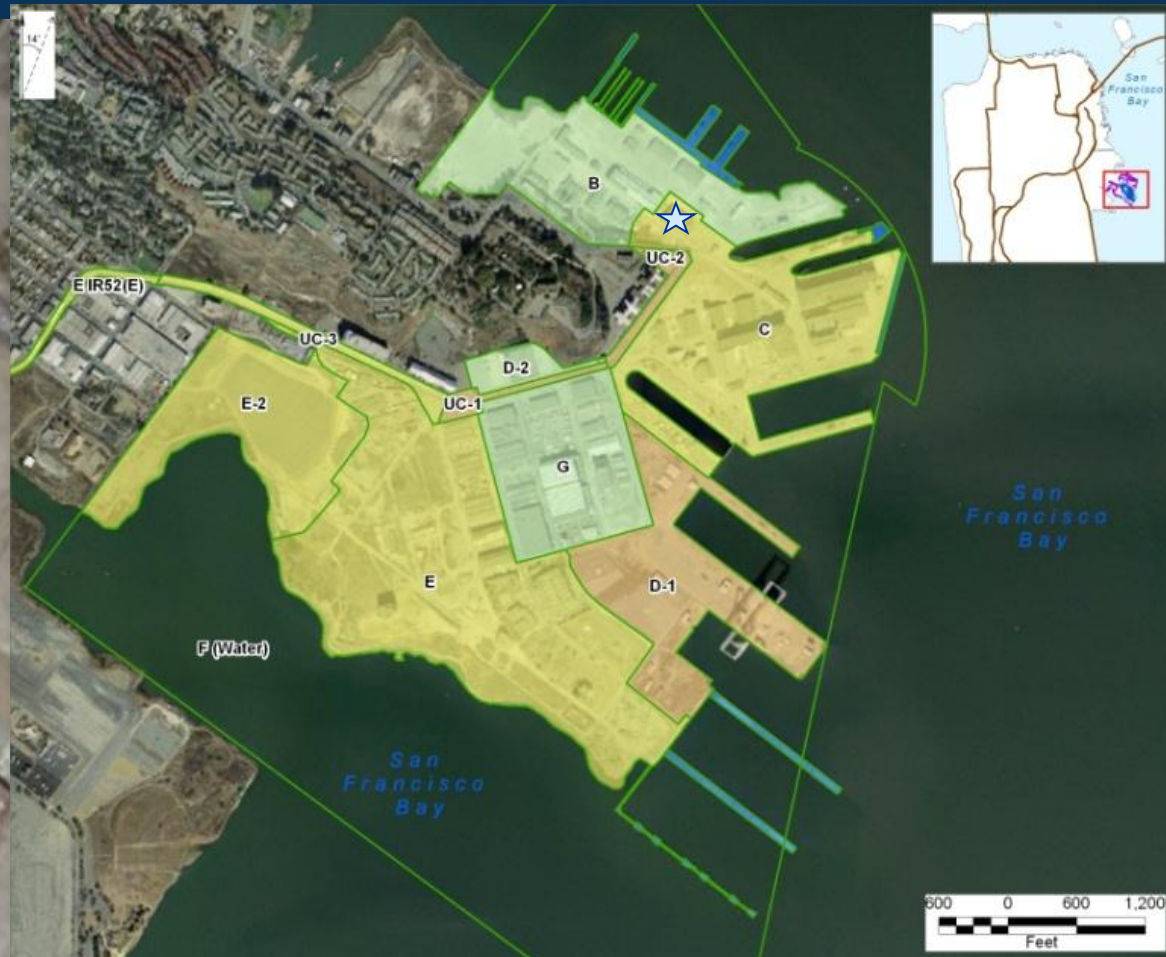 14°
San
Francisco
Bay
B
UC-2
E IR52(E)
C
UC-3
D-2
E-2
UC-1
G
San
Francisco
Bay
E
D-1
F (Water)
San
Francisco
Bay
600 0 600 1,200
Feet